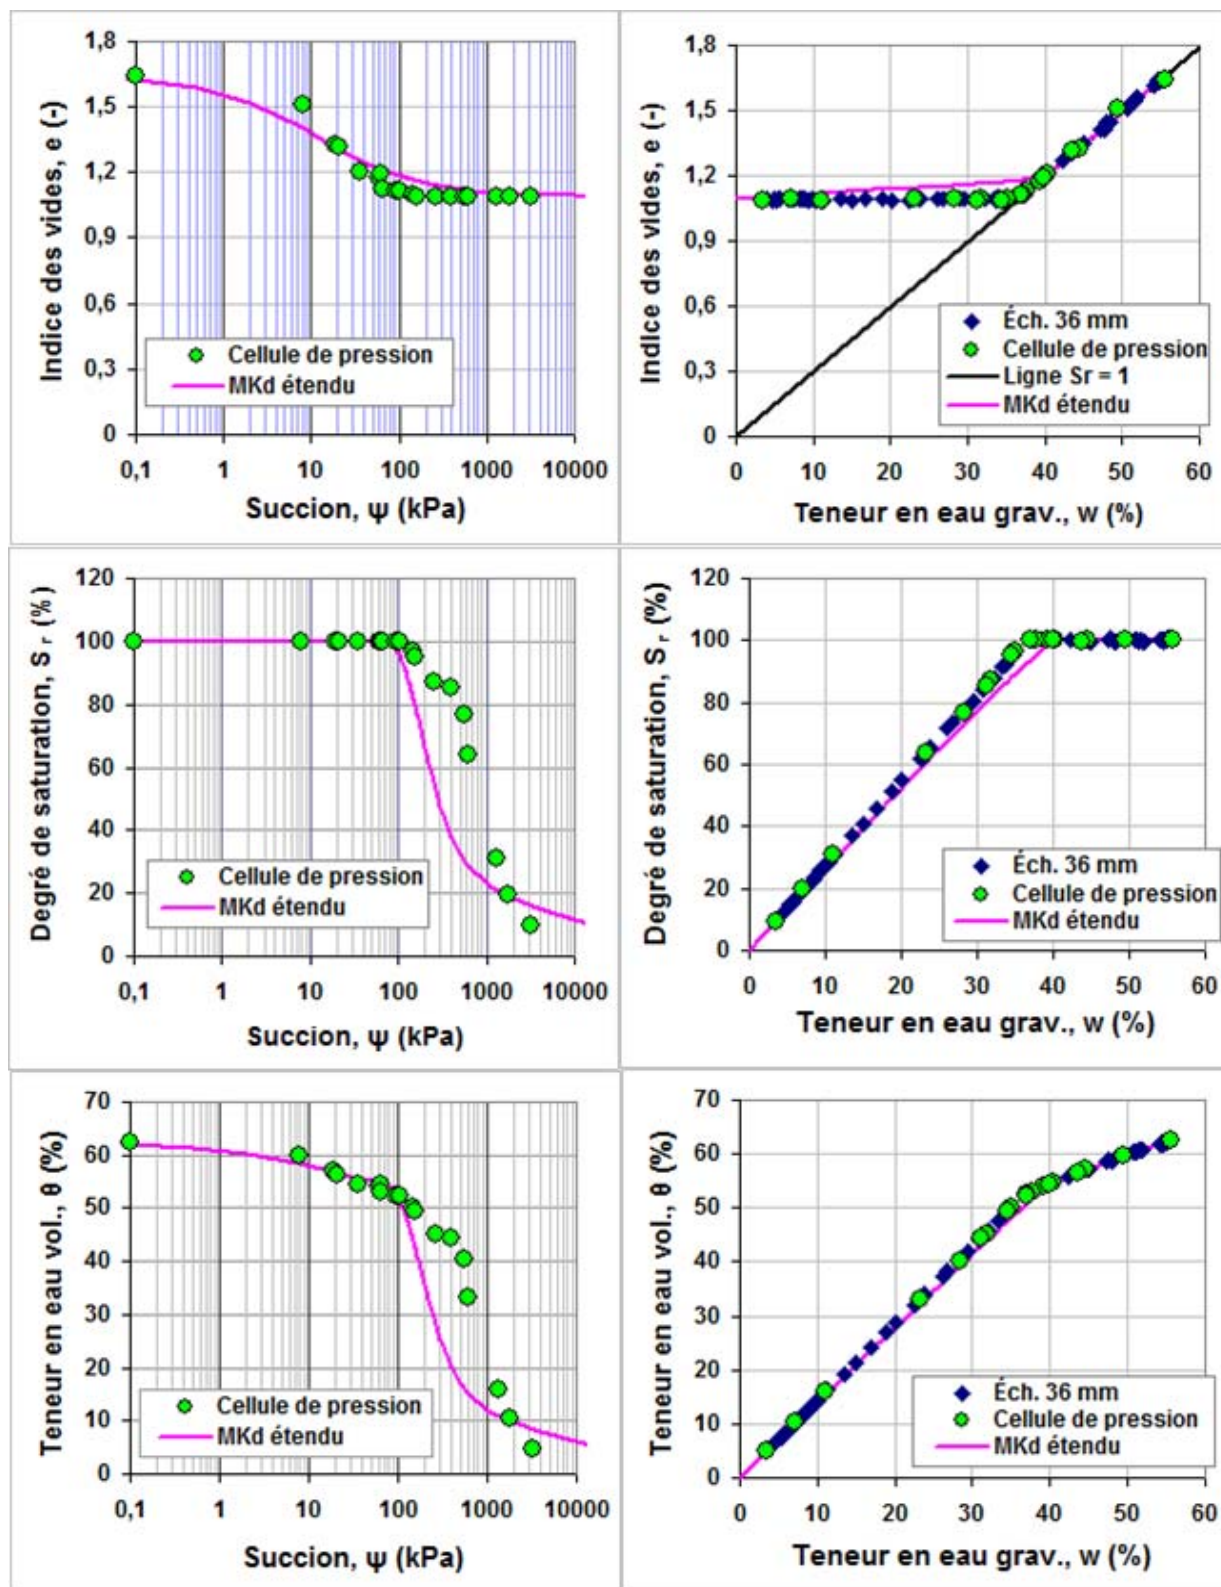 1,8
1,5
1,2
0,9
0,6
0,3
0
Indice des vides, e (-)
Cellule de pression
MKd étendu
0,1 1 10 100 1000 10000
Succion, ψ (kPa)
1,8
1,5
1,2
0,9
0,6
0,3
0
Indice des vides, e (-)
Éch. 36 mm
Cellule de pression
Ligne Sr = 1
MKd étendu
0 10 20 30 40 50 60
Teneur en eau grav., w (%)
120
100
80
60
40
20
0
Degré de saturation, S r (%)
Cellule de pression
MKd étendu
0,1 1 10 100 1000 10000
Succion, ψ (kPa)
120
100
80
60
40
20
0
Degré de saturation, S r (%)
Éch. 36 mm
Cellule de pression
MKd étendu
0 10 20 30 40 50 60
Teneur en eau grav., w (%)
70
60
50
40
30
20
10
0
Teneur en eau vol., θ (%)
Cellule de pression
MKd étendu
0,1 1 10 100 1000 10000
Succion, ψ (kPa)
70
60
50
40
30
20
10
0
Teneur en eau vol., θ (%)
Éch. 36 mm
Cellule de pression
MKd étendu
0 10 20 30 40 50 60
Teneur en eau grav., w (%)